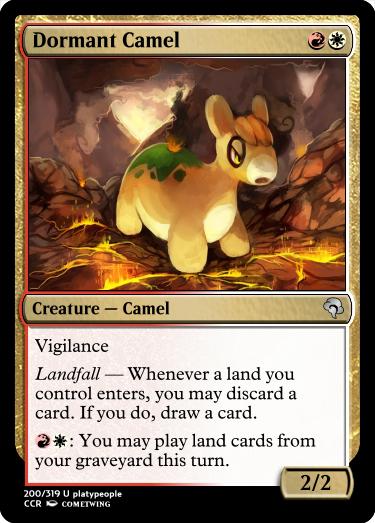 Dormant Camel
Creature — Camel
Vigilance
Landfall — Whenever a land you
control enters, you may discard a
card. If you do, draw a card.
: You may play land cards from
your graveyard this turn.
2/2
200/319 U platypeople
CCR COMETWING